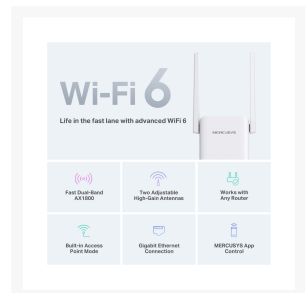 Wi-Fi 6
Life in the fast lane with advanced WiFi 6
MERCUSYS
Fast Dual-Band
AX1800
Two Adjustable
High-Gain Antennas
Works with
Any Router
Built-in Access
Point Mode
Gigabit Ethernet
Connection
MERCUSYS App
Control